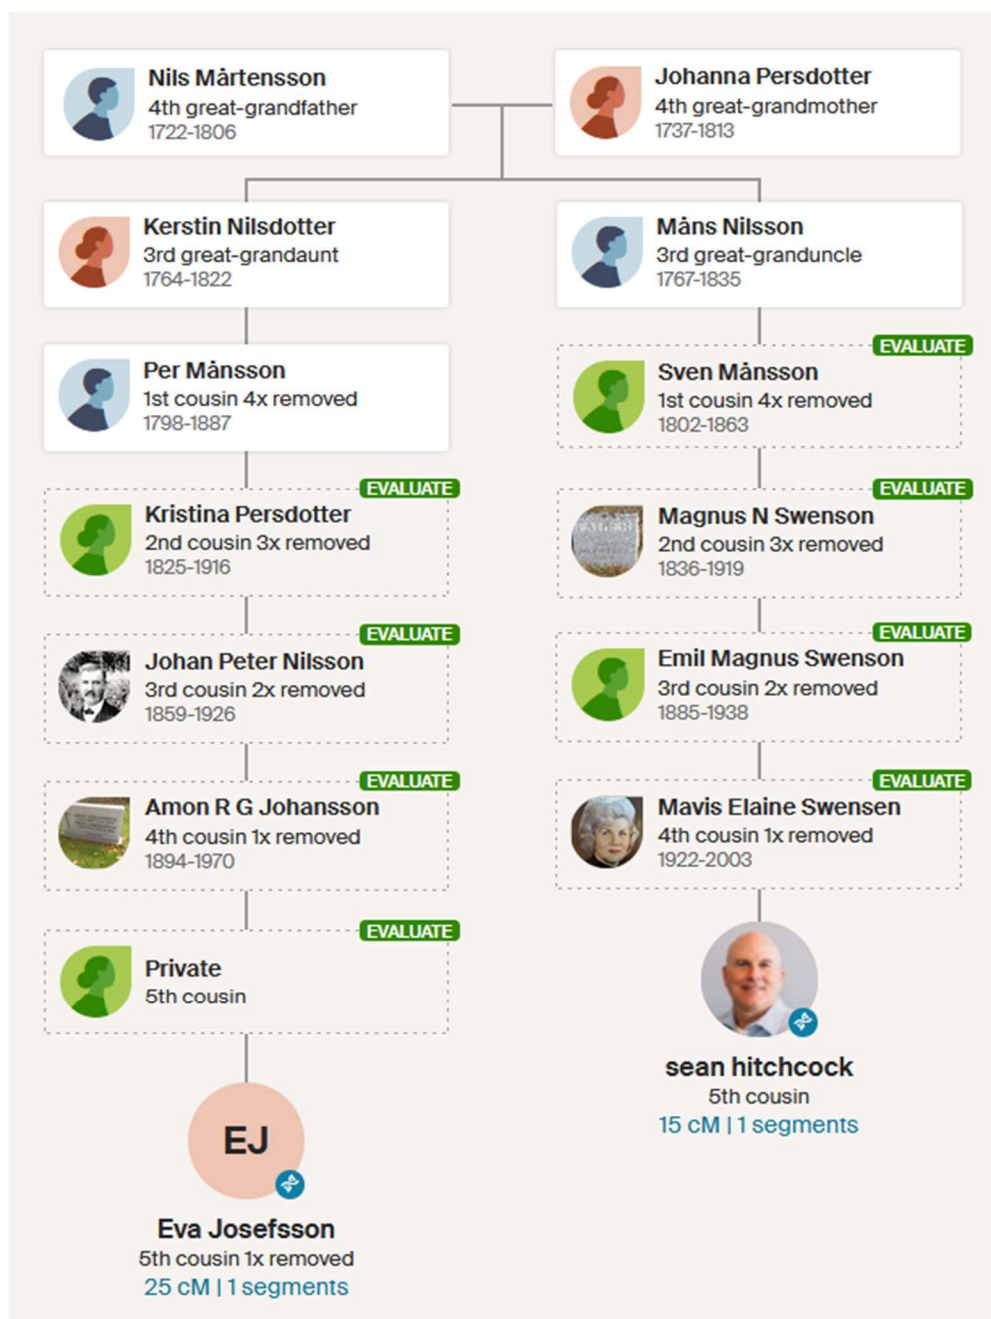 Nils Mårtensson
4th great-grandfather
1722-1806
Johanna Persdotter
4th great-grandmother
1737-1813
Kerstin Nilsdotter
3rd great-grandaunt
1764-1822
Måns Nilsson
3rd great-granduncle
1767-1835
Per Månsson
1st cousin 4x removed
1798-1887
EVALUATE
Sven Månsson
1st cousin 4x removed
1802-1863
EVALUATE
Kristina Persdotter
2nd cousin 3x removed
1825-1916
EVALUATE
Magnus N Swenson
2nd cousin 3x removed
1836-1919
EVALUATE
Johan Peter Nilsson
3rd cousin 2x removed
1859-1926
EVALUATE
Emil Magnus Swenson
3rd cousin 2x removed
1885-1938
EVALUATE
Amon R G Johansson
4th cousin 1x removed
1894-1970
EVALUATE
Mavis Elaine Swensen
4th cousin 1x removed
1922-2003
EVALUATE
Private
5th cousin
sean hitchcock
5th cousin
15 cM | 1 segments
EJ
Eva Josefsson
5th cousin 1x removed
25 cM | 1 segments